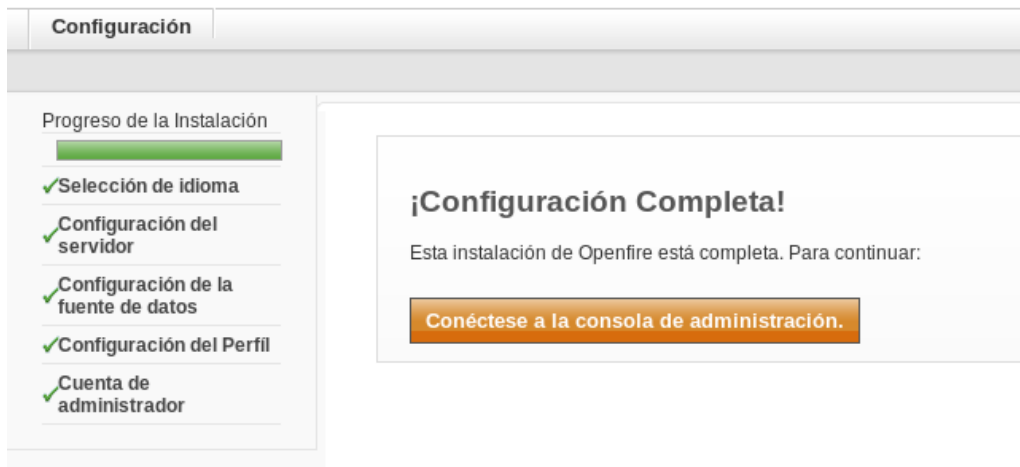 Configuración
Progreso de la Instalación
Selección de idioma
Configuración del
servidor
Configuración de la
fuente de datos
Configuración del Perfíl
Cuenta de
administrador
¡Configuración Completa!
Esta instalación de Openfire está completa. Para continuar:
Conéctese a la consola de administración.